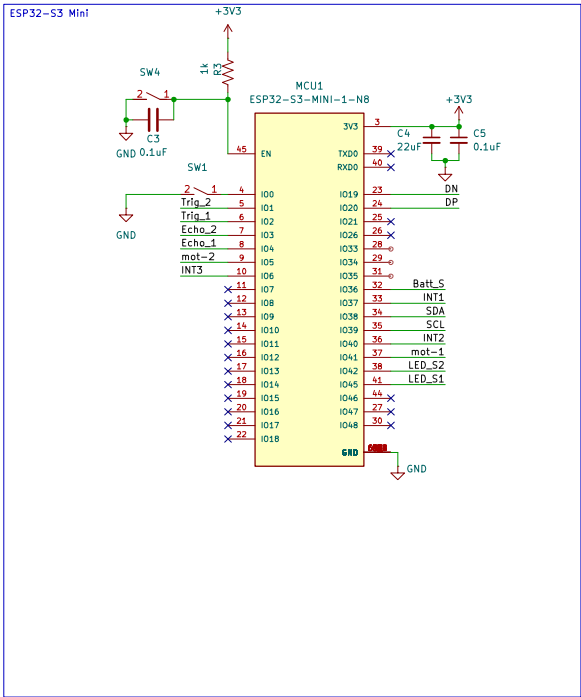 ESP32-S3 Mini
+3V3
1k
R3
SW4
2 1
C3
0.1uF
GND
MCU1
ESP32-S3-MINI-1-N8
+3V3
C4
22uF
C5
0.1uF
SW1
2 1
GND
45 EN
4 IO0
Trig_2 5 IO1
Trig_1 6 IO2
Echo_2 7 IO3
Echo_1 8 IO4
mot-2 9 IO5
INT3 10 IO6
11 IO7
12 IO8
13 IO9
14 IO10
15 IO11
16 IO12
17 IO13
18 IO14
19 IO15
20 IO16
21 IO17
22 IO18
3V3 3
TXD0 39
RXD0 40
IO19 23 DN
IO20 24 DP
IO21 25
IO26 26
IO33 28
IO34 29
IO35 31
IO36 32 Batt_S
IO37 33 INT1
IO38 34 SDA
IO39 35 SCL
IO40 36 INT2
IO41 37 mot-1
IO42 38 LED_S2
IO45 41 LED_S1
IO46 44
IO47 27
IO48 30
GND
GND